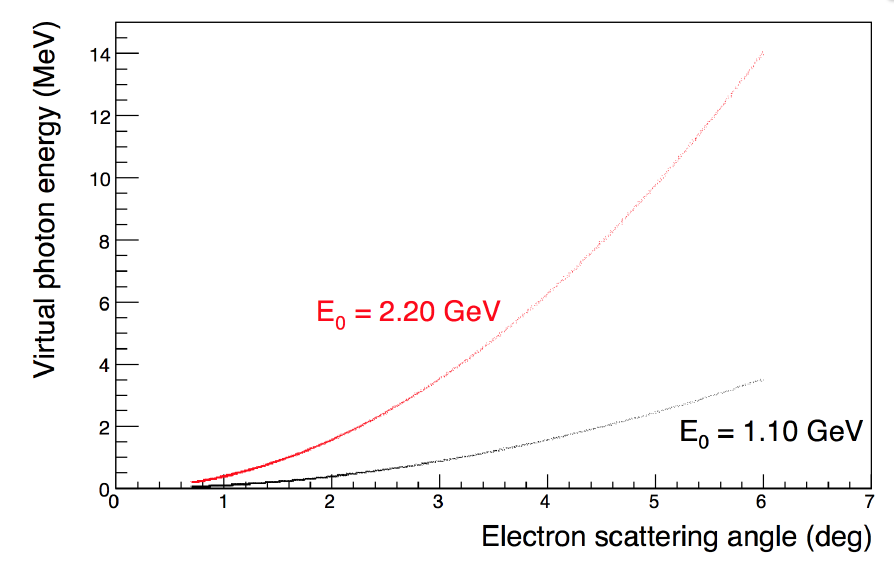 Virtual photon energy (MeV)
14
12
10
8
6
4
2
0
E₀ = 2.20 GeV
E₀ = 1.10 GeV
0 1 2 3 4 5 6 7
Electron scattering angle (deg)